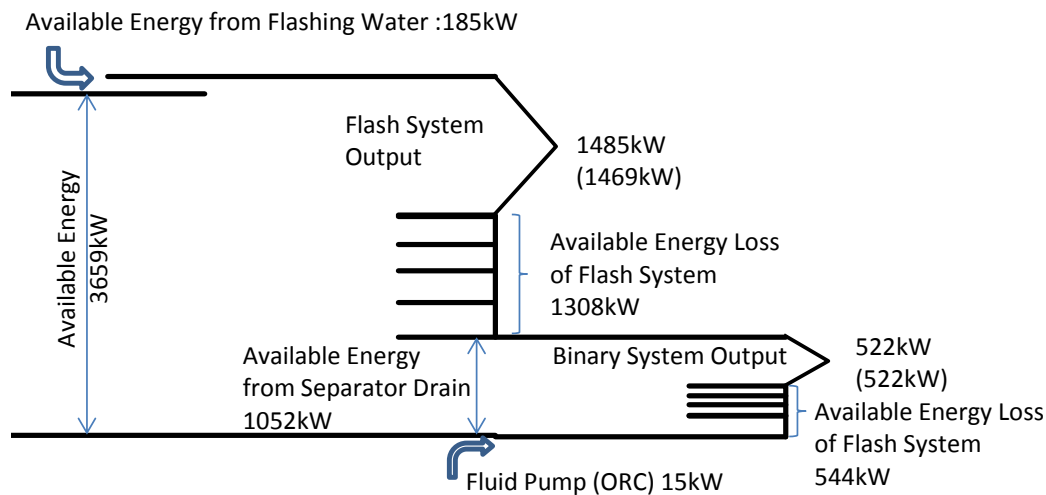 Available Energy from Flashing Water :185kW
Flash System
Output
1485kW
(1469kW)
Available Energy
3659kW
Available Energy Loss
of Flash System
1308kW
Available Energy
from Separator Drain
1052kW
Binary System Output
522kW
(522kW)
Available Energy Loss
of Flash System
544kW
Fluid Pump (ORC) 15kW